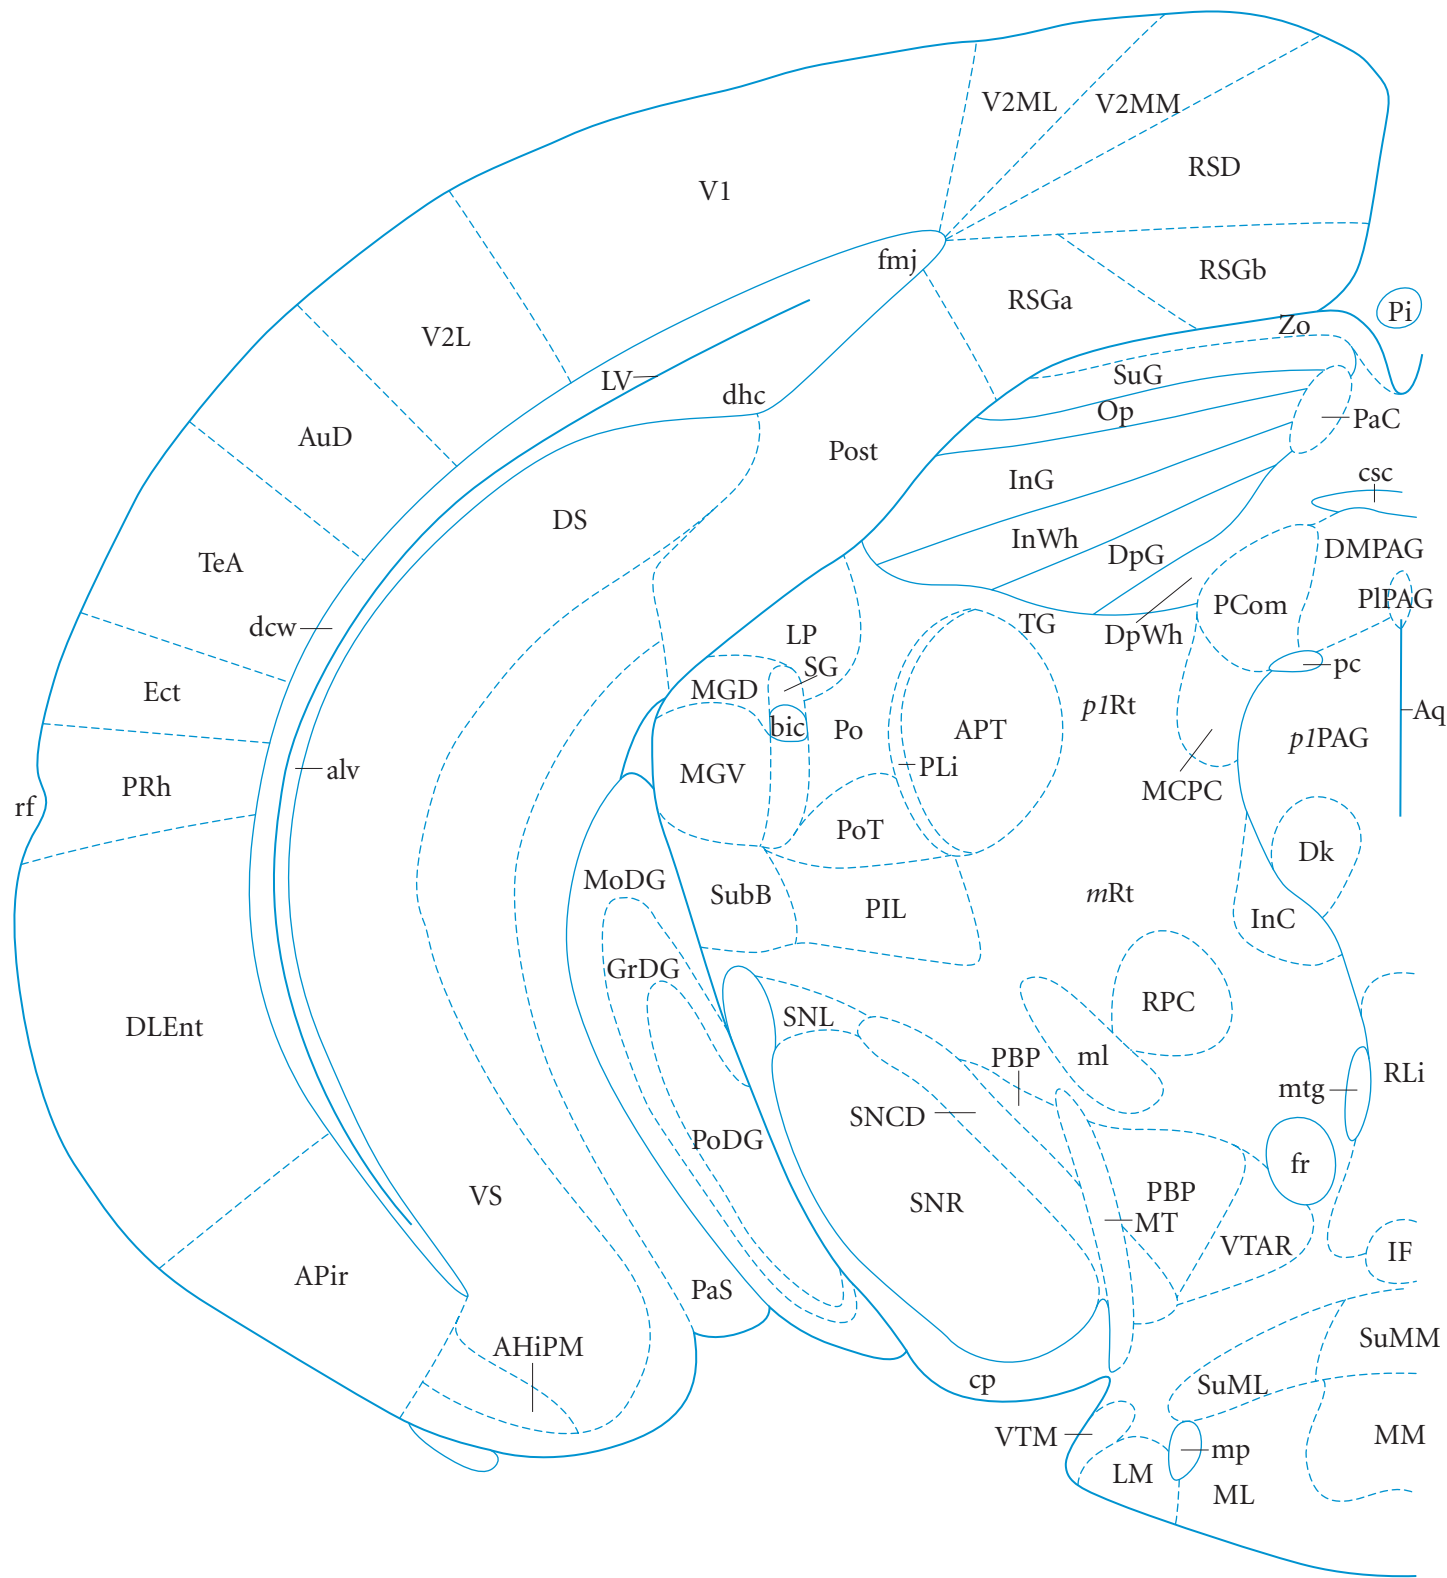 V2ML
V2MM
RSD
V1
fmj
RSGb
RSGa
Pi
Zo
V2L
LV
SuG
dhc
Op
PaC
AuD
Post
InG
csc
DS
InWh
DpG
DMPAG
TeA
PCom
PlPAG
dcw
LP
TG
DpWh
SG
pc
Ect
MGD
p1Rt
Aq
bic
Po
APT
p1PAG
alv
MGV
PLi
PRh
MCPC
rf
PoT
Dk
MoDG
SubB
PIL
mRt
InC
GrDG
RPC
DLEnt
SNL
PBP
ml
RLi
mtg
SNCD
PoDG
fr
VS
SNR
PBP
MT
VTAR
IF
APir
PaS
AHiPM
SuMM
cp
SuML
VTM
mp
MM
LM
ML